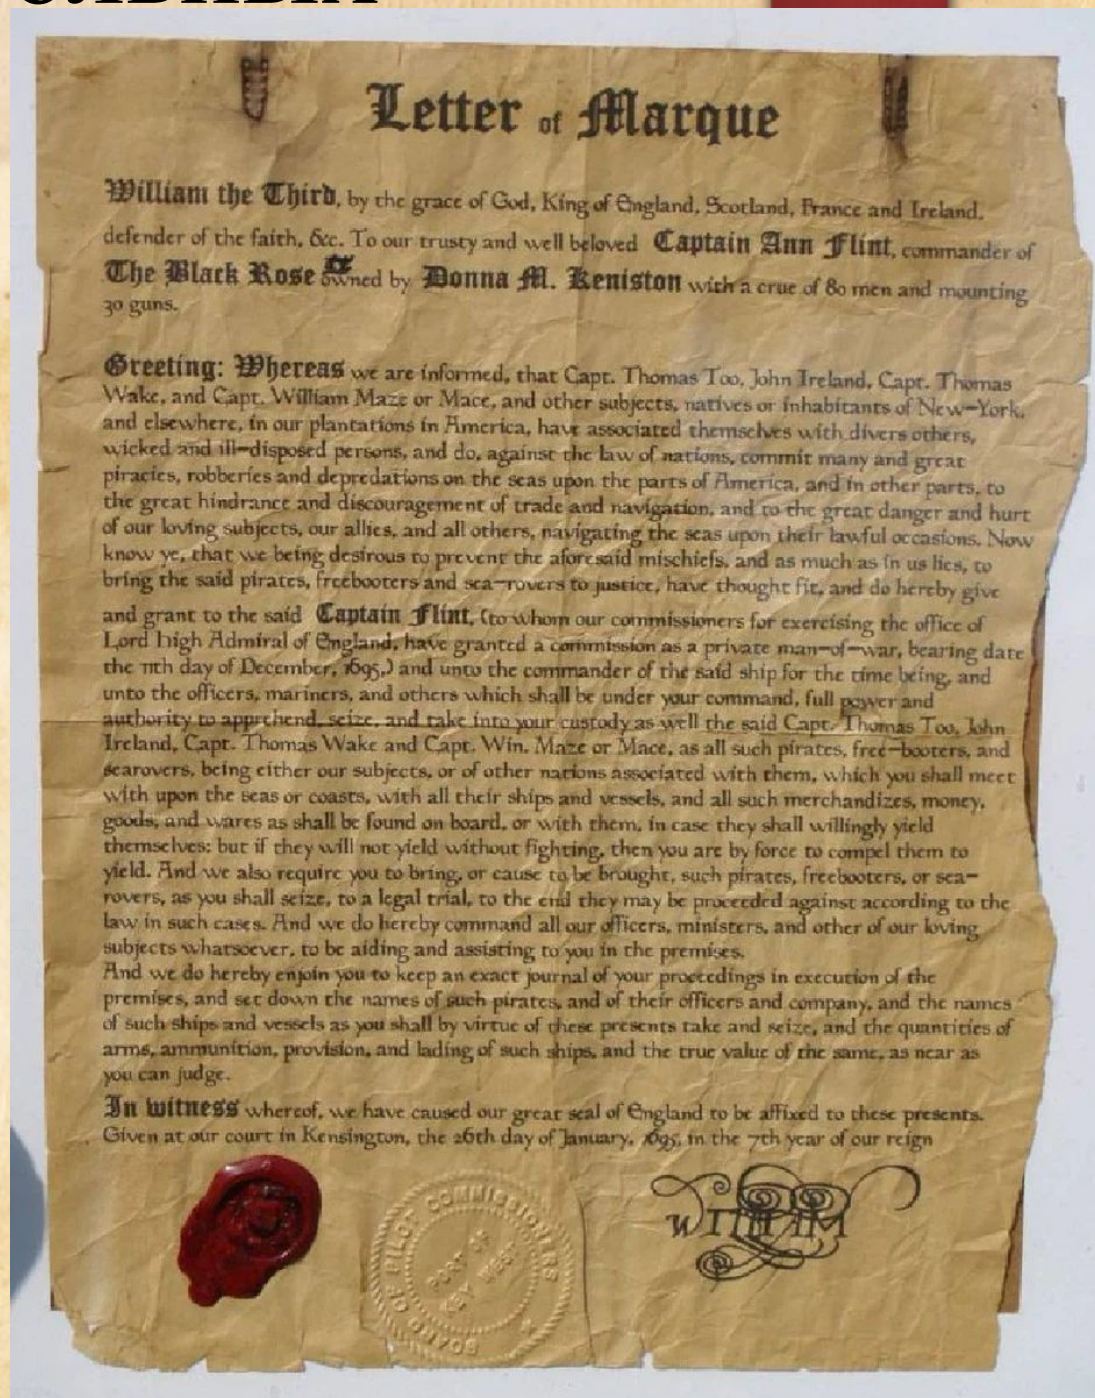 Letter of Marque
William the Third, by the grace of God, King of England, Scotland, France and Ireland,
defender of the faith, &c. To our trusty and well beloved Captain Ann Flint, commander of
The Black Rose owned by Donna M. Keniston with a crue of 80 men and mounting
30 guns.
Greeting: Whereas we are informed, that Capt. Thomas Too, John Ireland, Capt. Thomas
Wake, and Capt. William Maze or Mace, and other subjects, natives or inhabitants of New-York,
and elsewhere, in our plantations in America, have associated themselves with divers others,
wicked and ill-disposed persons, and do, against the law of nations, commit many and great
piracies, robberies and depredations on the seas upon the parts of America, and in other parts, to
the great hindrance and discouragement of trade and navigation, and to the great danger and hurt
of our loving subjects, our allies, and all others, navigating the seas upon their lawful occasions. Now
know ye, that we being desirous to prevent the aforesaid mischiefs, and as much as in us lies, to
bring the said pirates, freebooters and sea-rovers to justice, have thought fit, and do hereby give
and grant to the said Captain Flint, (to whom our commissioners for exercising the office of
Lord high Admiral of England, have granted a commission as a private man-of-war, bearing date
the 11th day of December, 1695,) and unto the commander of the said ship for the time being, and
unto the officers, mariners, and others which shall be under your command, full power and
authority to apprehend, seize, and take into your custody as well the said Capt. Thomas Too, John
Ireland, Capt. Thomas Wake and Capt. Win. Maze or Mace, as all such pirates, free-booters, and
searovers, being either our subjects, or of other nations associated with them, which you shall meet
with upon the seas or coasts, with all their ships and vessels, and all such merchandizes, money,
goods, and wares as shall be found on board, or with them, in case they shall willingly yield
themselves: but if they will not yield without fighting, then you are by force to compel them to
yield. And we also require you to bring, or cause to be brought, such pirates, freebooters, or sea-
rovers, as you shall seize, to a legal trial, to the end they may be proceeded against according to the
law in such cases. And we do hereby command all our officers, ministers, and other of our loving
subjects whatsoever, to be aiding and assisting to you in the premises.
And we do hereby enjoin you to keep an exact journal of your proceedings in execution of the
premises, and set down the names of such pirates, and of their officers and company, and the names
of such ships and vessels as you shall by virtue of these presents take and seize, and the quantities of
arms, ammunition, provision, and lading of such ships, and the true value of the same, as near as
you can judge.
In witness whereof, we have caused our great seal of England to be affixed to these presents.
Given at our court in Kensington, the 26th day of January, 1695, in the 7th year of our reign
BOARD OF PILOT COMMISSIONERS
PORT OF
KEY WEST
WILLIAM